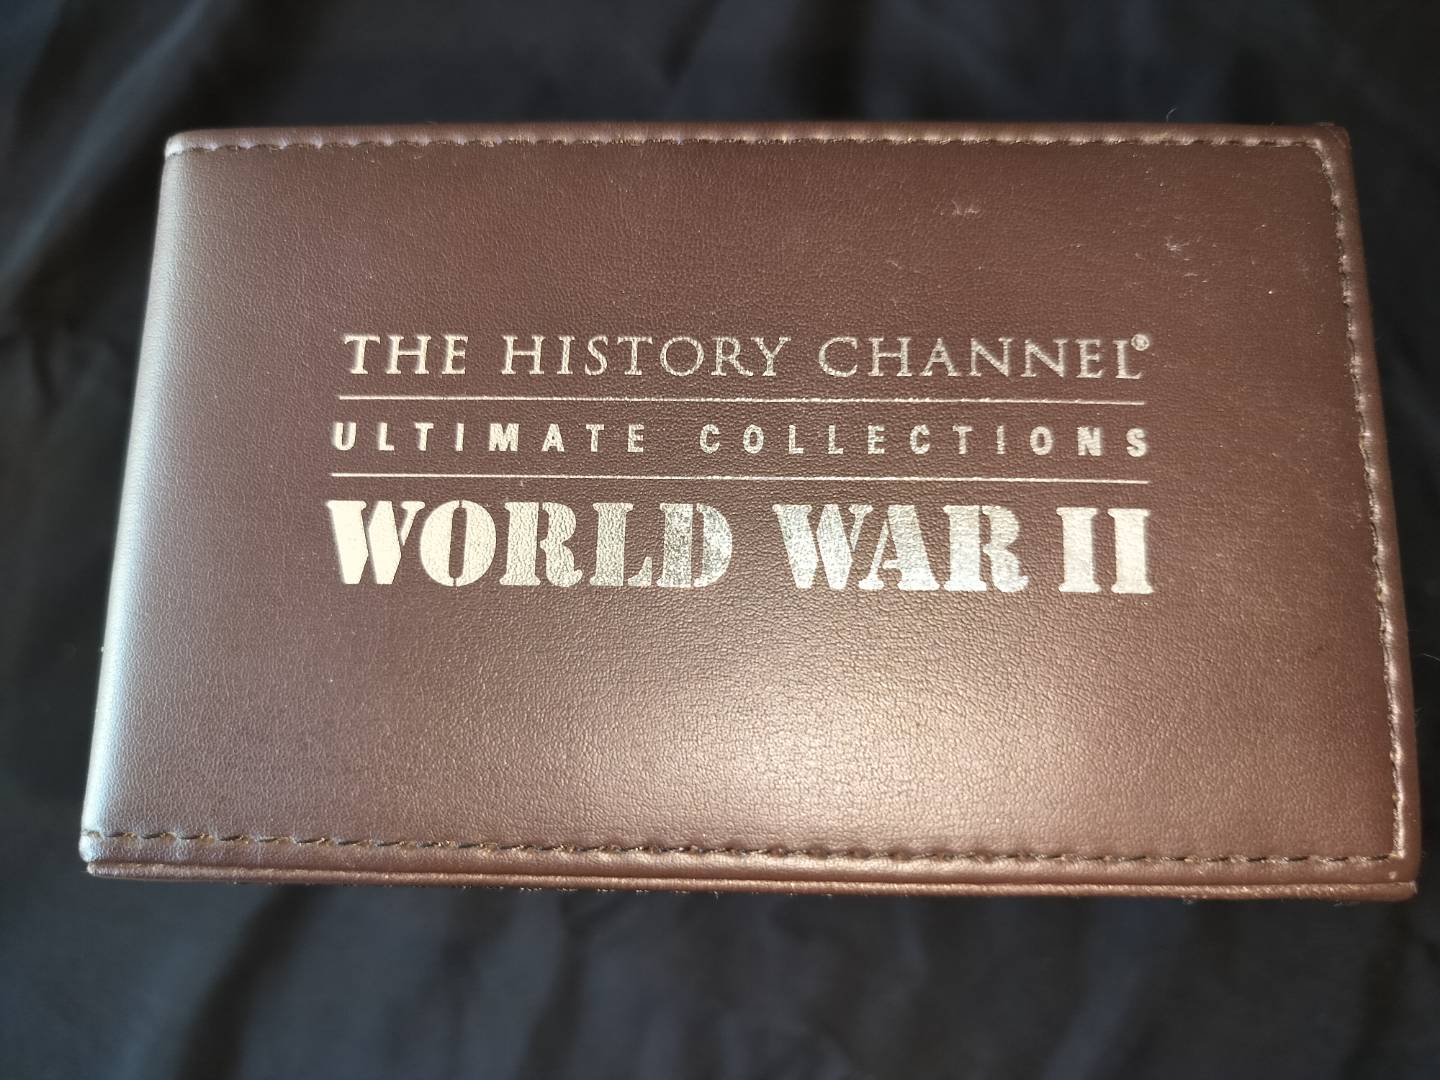 THE HISTORY CHANNEL®
ULTIMATE COLLECTIONS
WORLD WAR II